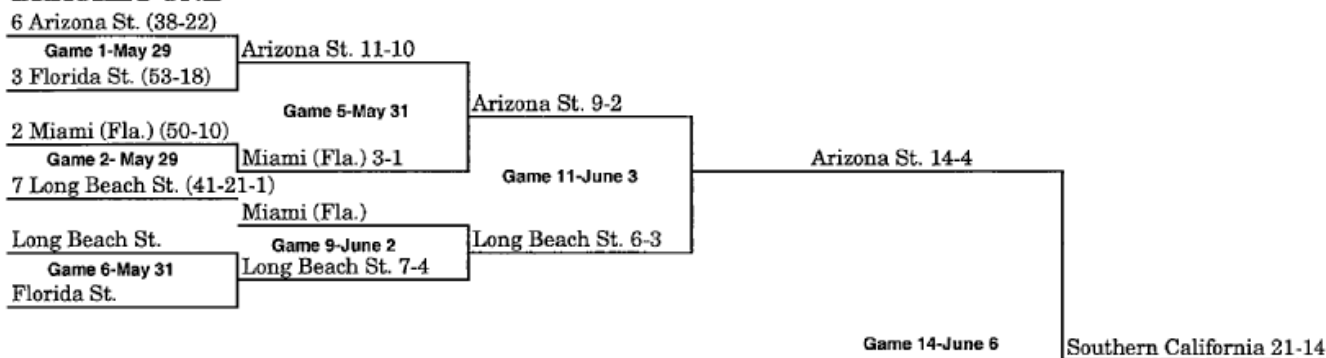 6 Arizona St. (38-22)
Game 1-May 29
Arizona St. 11-10
3 Florida St. (53-18)
Game 5-May 31
Arizona St. 9-2
2 Miami (Fla.) (50-10)
Game 2- May 29
Miami (Fla.) 3-1
Arizona St. 14-4
Game 11-June 3
7 Long Beach St. (41-21-1)
Miami (Fla.)
Long Beach St.
Game 9-June 2
Long Beach St. 6-3
Game 6-May 31
Long Beach St. 7-4
Florida St.
Game 14-June 6
Southern California 21-14